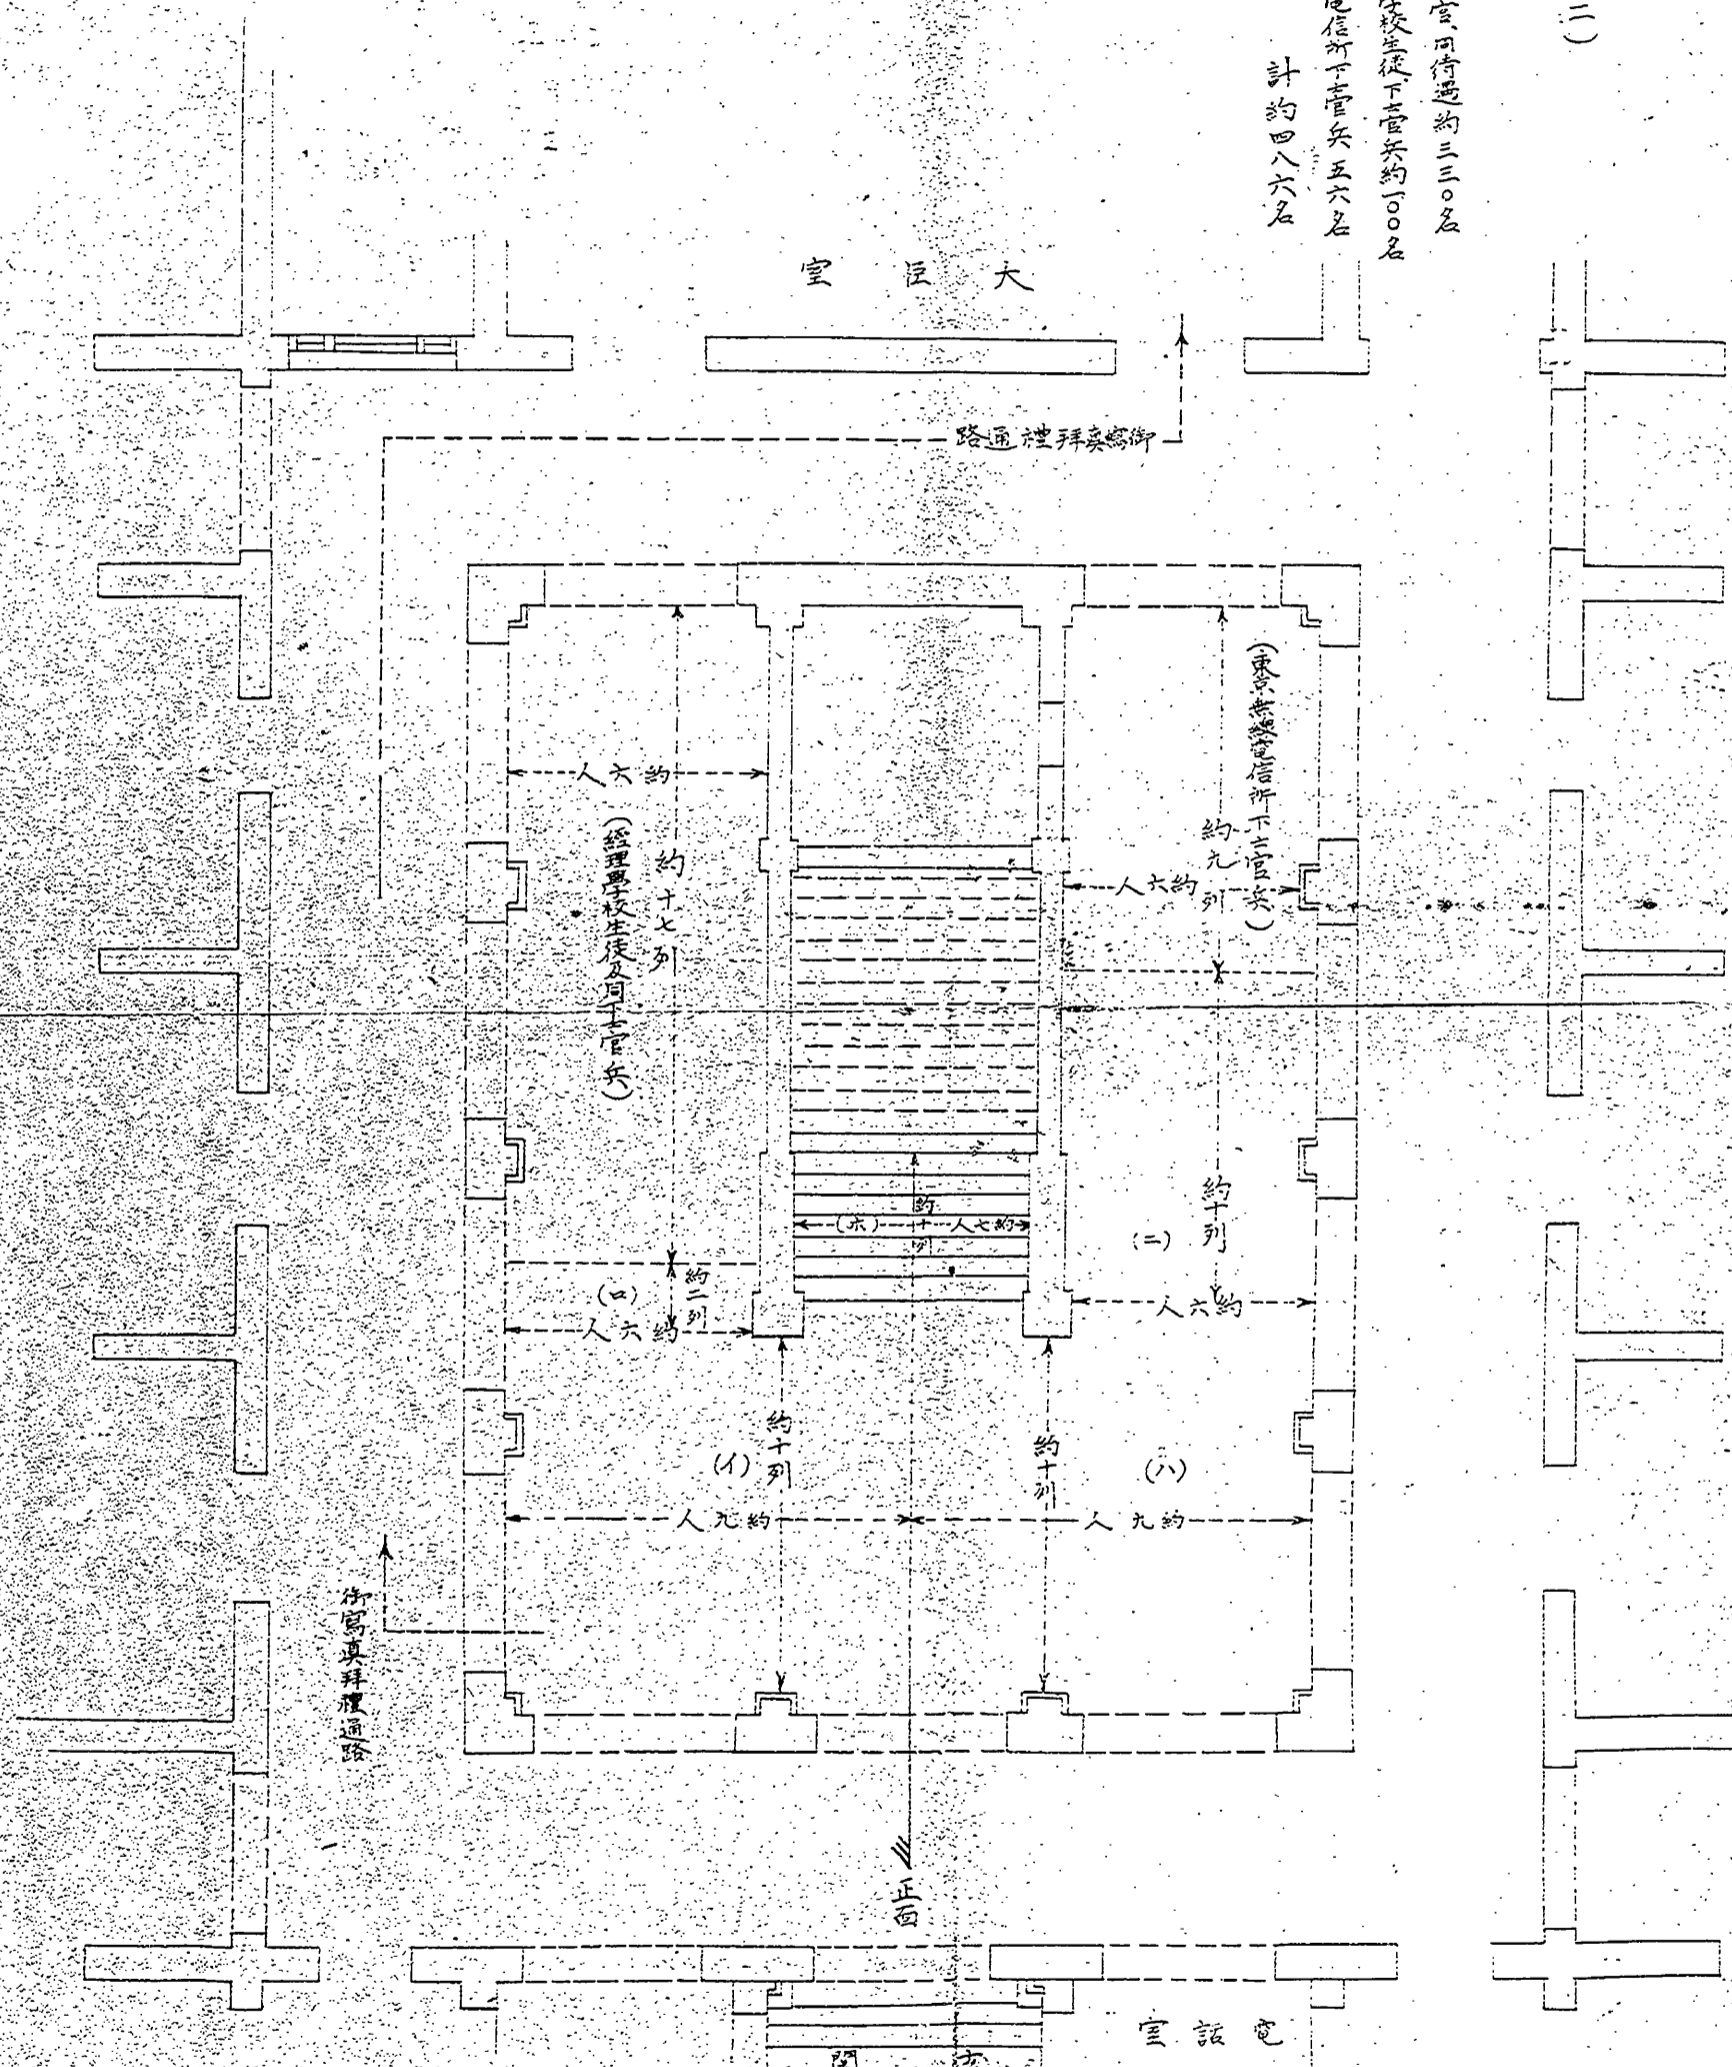 二)
官、同待遇約三三〇名
学校生徒、下士官兵約一〇〇名
電信所下士官兵五六名
計約四八六名
大臣室
御寫真拜禮通路
(東京無線電信所下士官兵)
約九列
約六人
約六人
約十七列
(經理學校生徒及同下士官兵)
約十列
(ニ)
約六人
約十列
約七人
(ホ)
約二列
(ロ)
約六人
約十列
(ハ)
約九人
約十列
(イ)
約九人
御寫真拜禮通路
正面
電話室
玄関